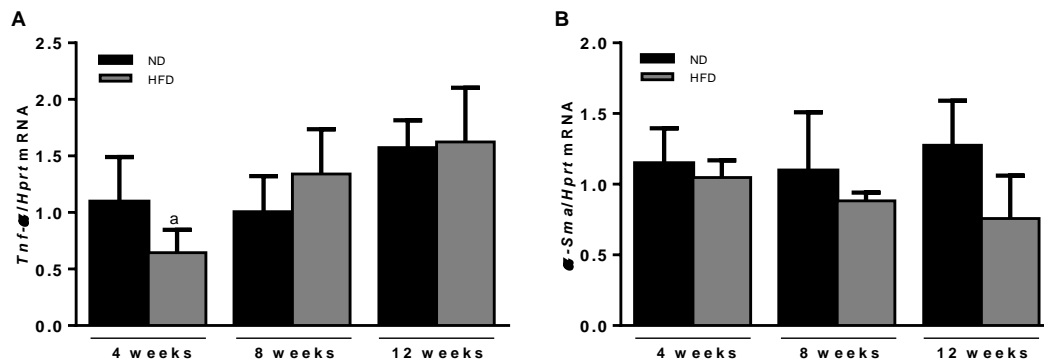 A
Tnf-α/Hprt mRNA
2.5
2.0
1.5
1.0
0.5
0.0
ND
HFD
a
4 weeks
8 weeks
12 weeks
B
α-Sma/Hprt mRNA
2.0
1.5
1.0
0.5
0.0
ND
HFD
4 weeks
8 weeks
12 weeks